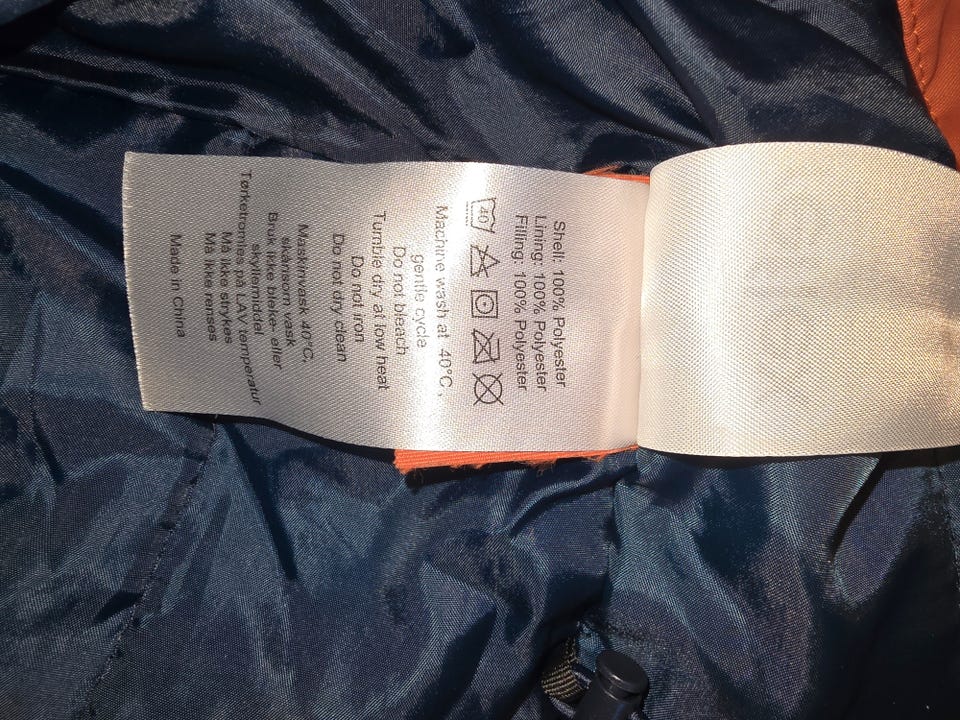 Shell: 100% Polyester
Lining: 100% Polyester
Filling: 100% Polyester
40
Machine wash at 40°C,
gentle cycle
Do not bleach
Tumble dry at low heat
Do not iron
Do not dry clean
Maskinvask 40°C,
skånsom vask
Bruk ikke bleke- eller
skyllemiddel
Tørketromles på LAV temperatur
Må ikke strykes
Må ikke renses
Made in China